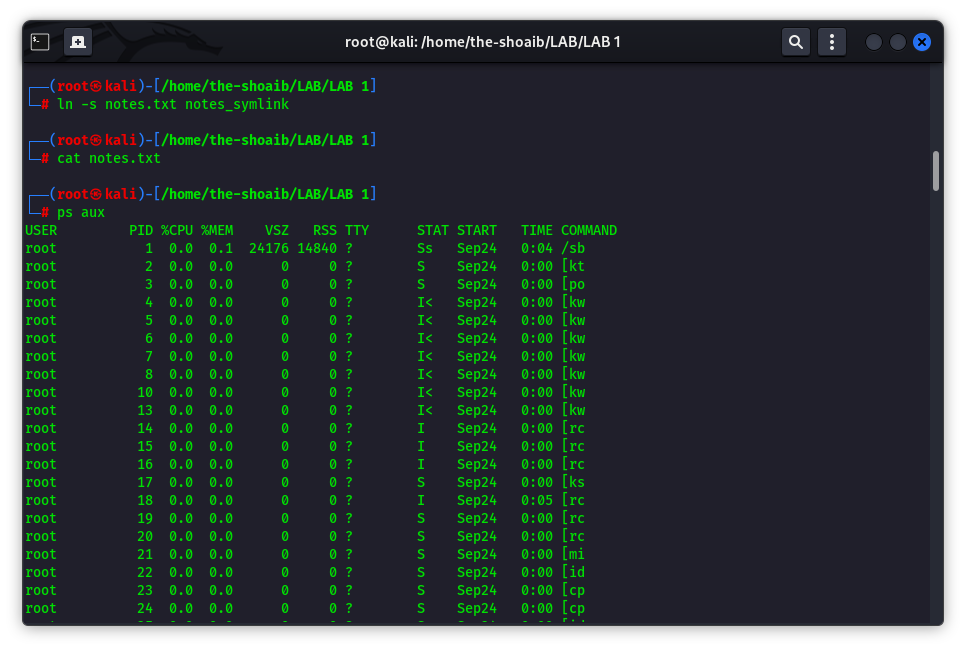 root@kali: /home/the-shoaib/LAB/LAB 1
┌──(root㉿kali)-[/home/the-shoaib/LAB/LAB 1]
└─# ln -s notes.txt notes_symlink
┌──(root㉿kali)-[/home/the-shoaib/LAB/LAB 1]
└─# cat notes.txt
┌──(root㉿kali)-[/home/the-shoaib/LAB/LAB 1]
└─# ps aux
USER         PID %CPU %MEM    VSZ   RSS TTY      STAT START   TIME COMMAND
root           1  0.0  0.1  24176 14840 ?        Ss   Sep24   0:04 /sb
root           2  0.0  0.0      0     0 ?        S    Sep24   0:00 [kt
root           3  0.0  0.0      0     0 ?        S    Sep24   0:00 [po
root           4  0.0  0.0      0     0 ?        I<   Sep24   0:00 [kw
root           5  0.0  0.0      0     0 ?        I<   Sep24   0:00 [kw
root           6  0.0  0.0      0     0 ?        I<   Sep24   0:00 [kw
root           7  0.0  0.0      0     0 ?        I<   Sep24   0:00 [kw
root           8  0.0  0.0      0     0 ?        I<   Sep24   0:00 [kw
root          10  0.0  0.0      0     0 ?        I<   Sep24   0:00 [kw
root          13  0.0  0.0      0     0 ?        I<   Sep24   0:00 [kw
root          14  0.0  0.0      0     0 ?        I    Sep24   0:00 [rc
root          15  0.0  0.0      0     0 ?        I    Sep24   0:00 [rc
root          16  0.0  0.0      0     0 ?        I    Sep24   0:00 [rc
root          17  0.0  0.0      0     0 ?        S    Sep24   0:00 [ks
root          18  0.0  0.0      0     0 ?        I    Sep24   0:05 [rc
root          19  0.0  0.0      0     0 ?        S    Sep24   0:00 [rc
root          20  0.0  0.0      0     0 ?        S    Sep24   0:00 [rc
root          21  0.0  0.0      0     0 ?        S    Sep24   0:00 [mi
root          22  0.0  0.0      0     0 ?        S    Sep24   0:00 [id
root          23  0.0  0.0      0     0 ?        S    Sep24   0:00 [cp
root          24  0.0  0.0      0     0 ?        S    Sep24   0:00 [cp